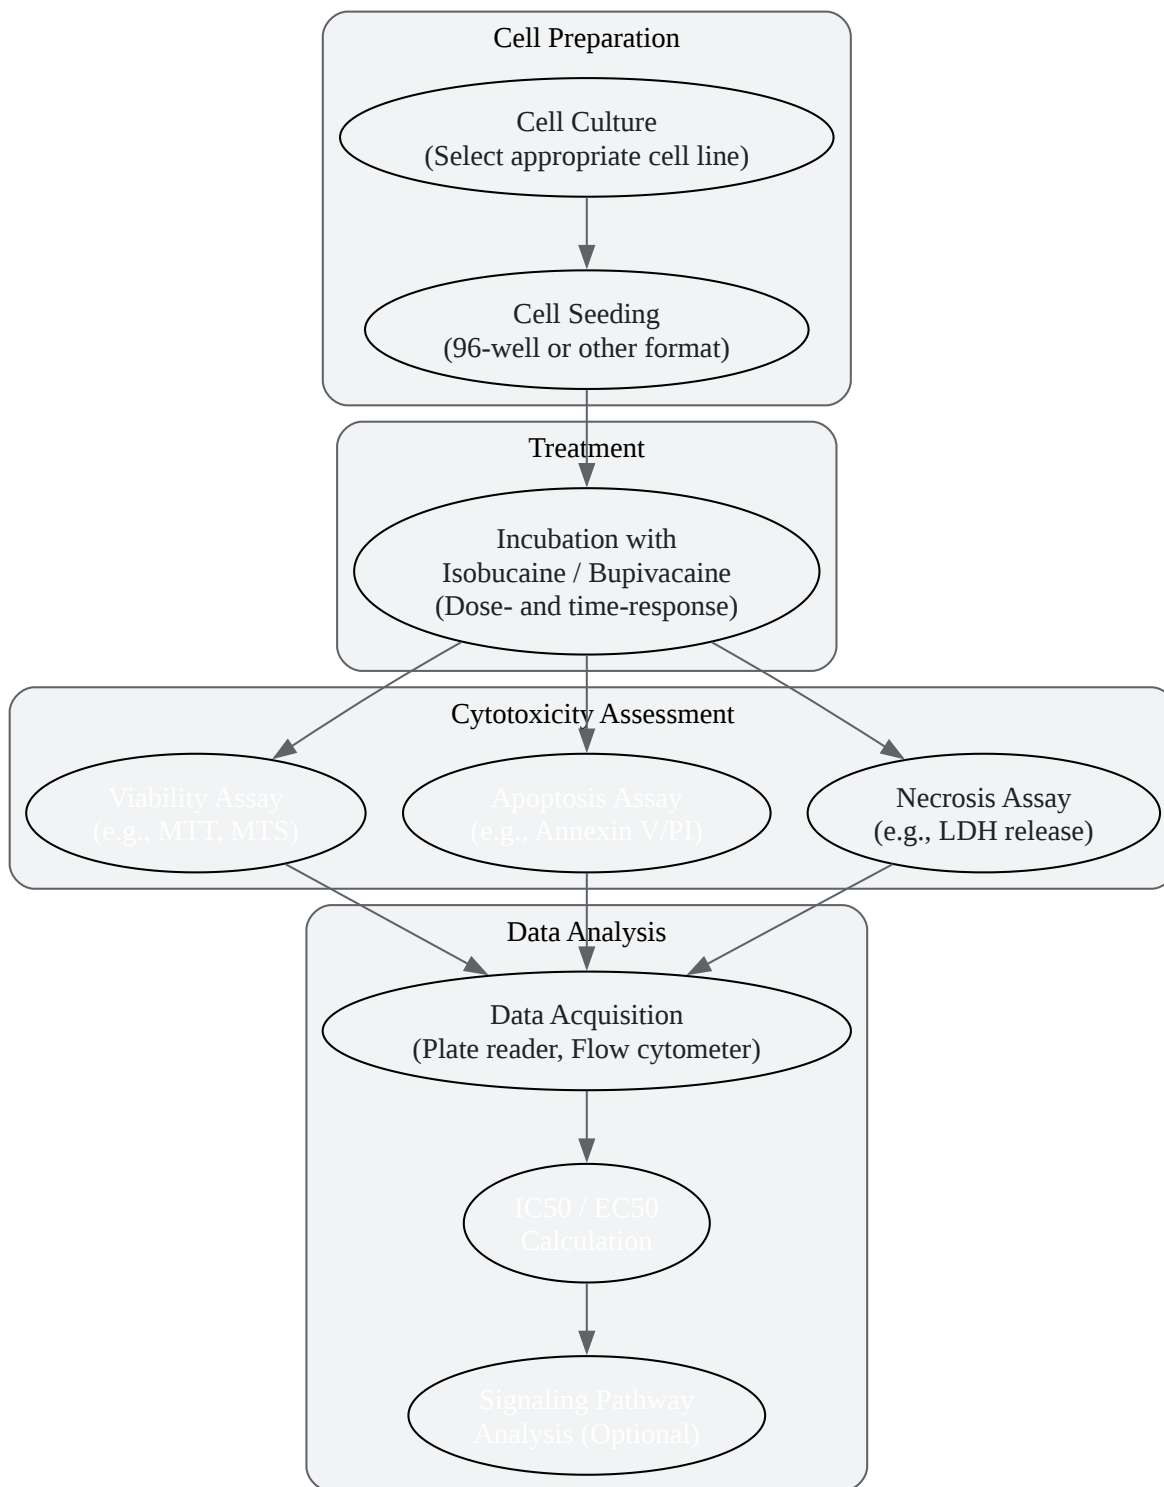 Cell Preparation
Cell Culture
(Select appropriate cell line)
Cell Seeding
(96-well or other format)
Treatment
Incubation with
Isobucaine / Bupivacaine
(Dose- and time-response)
Cytotoxicity Assessment
Viability Assay
(e.g., MTT, MTS)
Apoptosis Assay
(e.g., Annexin V/PI)
Necrosis Assay
(e.g., LDH release)
Data Analysis
Data Acquisition
(Plate reader, Flow cytometer)
IC50 / EC50
Calculation
Signaling Pathway
Analysis (Optional)